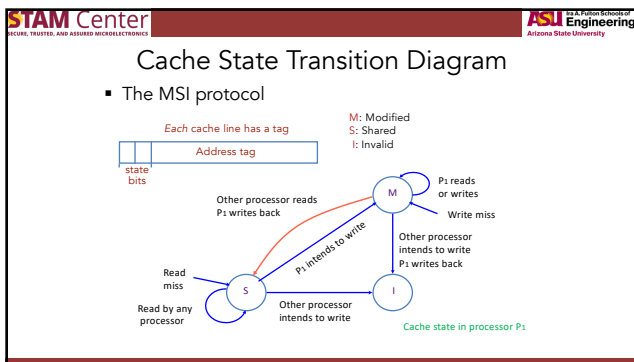 STAM Center
SECURE, TRUSTED, AND ASSURED MICROELECTRONICS
ASU Ira A. Fulton Schools of
Engineering
Arizona State University
Cache State Transition Diagram
▪ The MSI protocol
Each cache line has a tag
Address tag
state
bits
M: Modified
S: Shared
I: Invalid
M
P1 reads
or writes
Write miss
Other processor reads
P1 writes back
P1 intends to write
Other processor
intends to write
P1 writes back
Read
miss
S
I
Read by any
processor
Other processor
intends to write
Cache state in processor P1